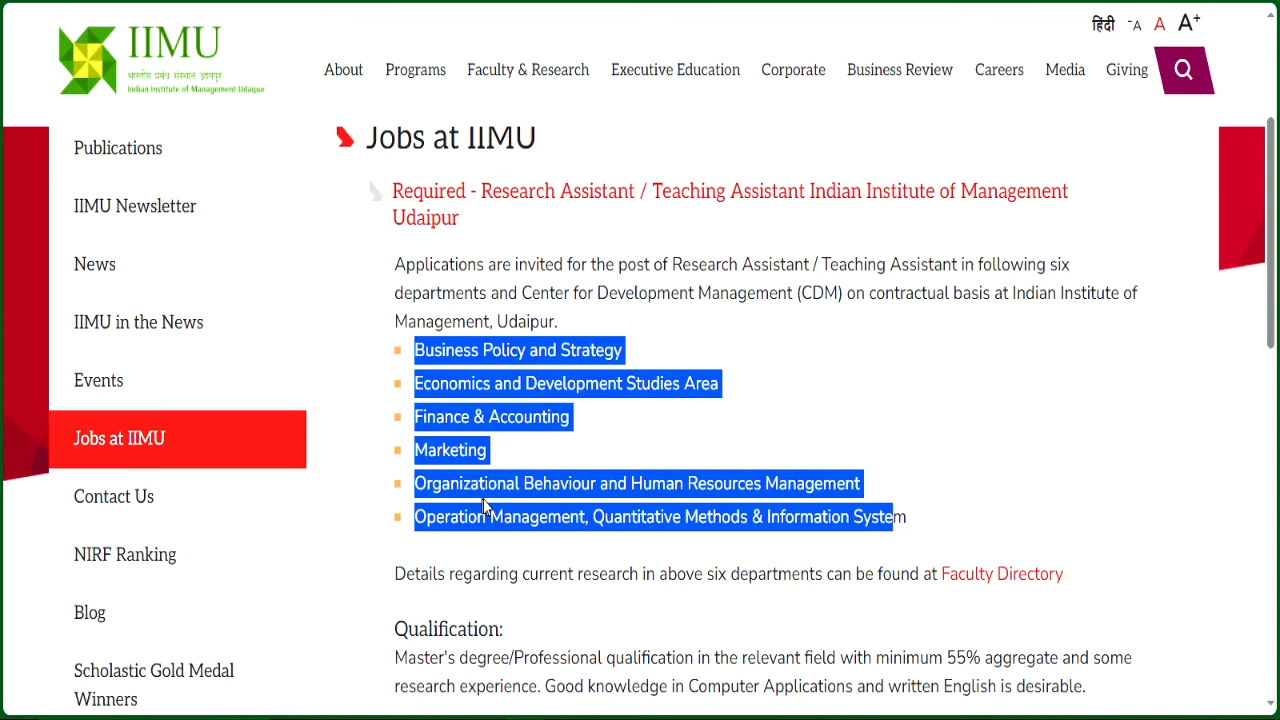 हिंदी -A A A+
IIMU
भारतीय प्रबंध संस्थान उदयपुर
Indian Institute of Management Udaipur
About Programs Faculty & Research Executive Education Corporate Business Review Careers Media Giving
Publications
IIMU Newsletter
News
IIMU in the News
Events
Jobs at IIMU
Contact Us
NIRF Ranking
Blog
Scholastic Gold Medal
Winners
Jobs at IIMU
Required - Research Assistant / Teaching Assistant Indian Institute of Management
Udaipur
Applications are invited for the post of Research Assistant / Teaching Assistant in following six
departments and Center for Development Management (CDM) on contractual basis at Indian Institute of
Management, Udaipur.
Business Policy and Strategy
Economics and Development Studies Area
Finance & Accounting
Marketing
Organizational Behaviour and Human Resources Management
Operation Management, Quantitative Methods & Information System
Details regarding current research in above six departments can be found at Faculty Directory
Qualification:
Master's degree/Professional qualification in the relevant field with minimum 55% aggregate and some
research experience. Good knowledge in Computer Applications and written English is desirable.